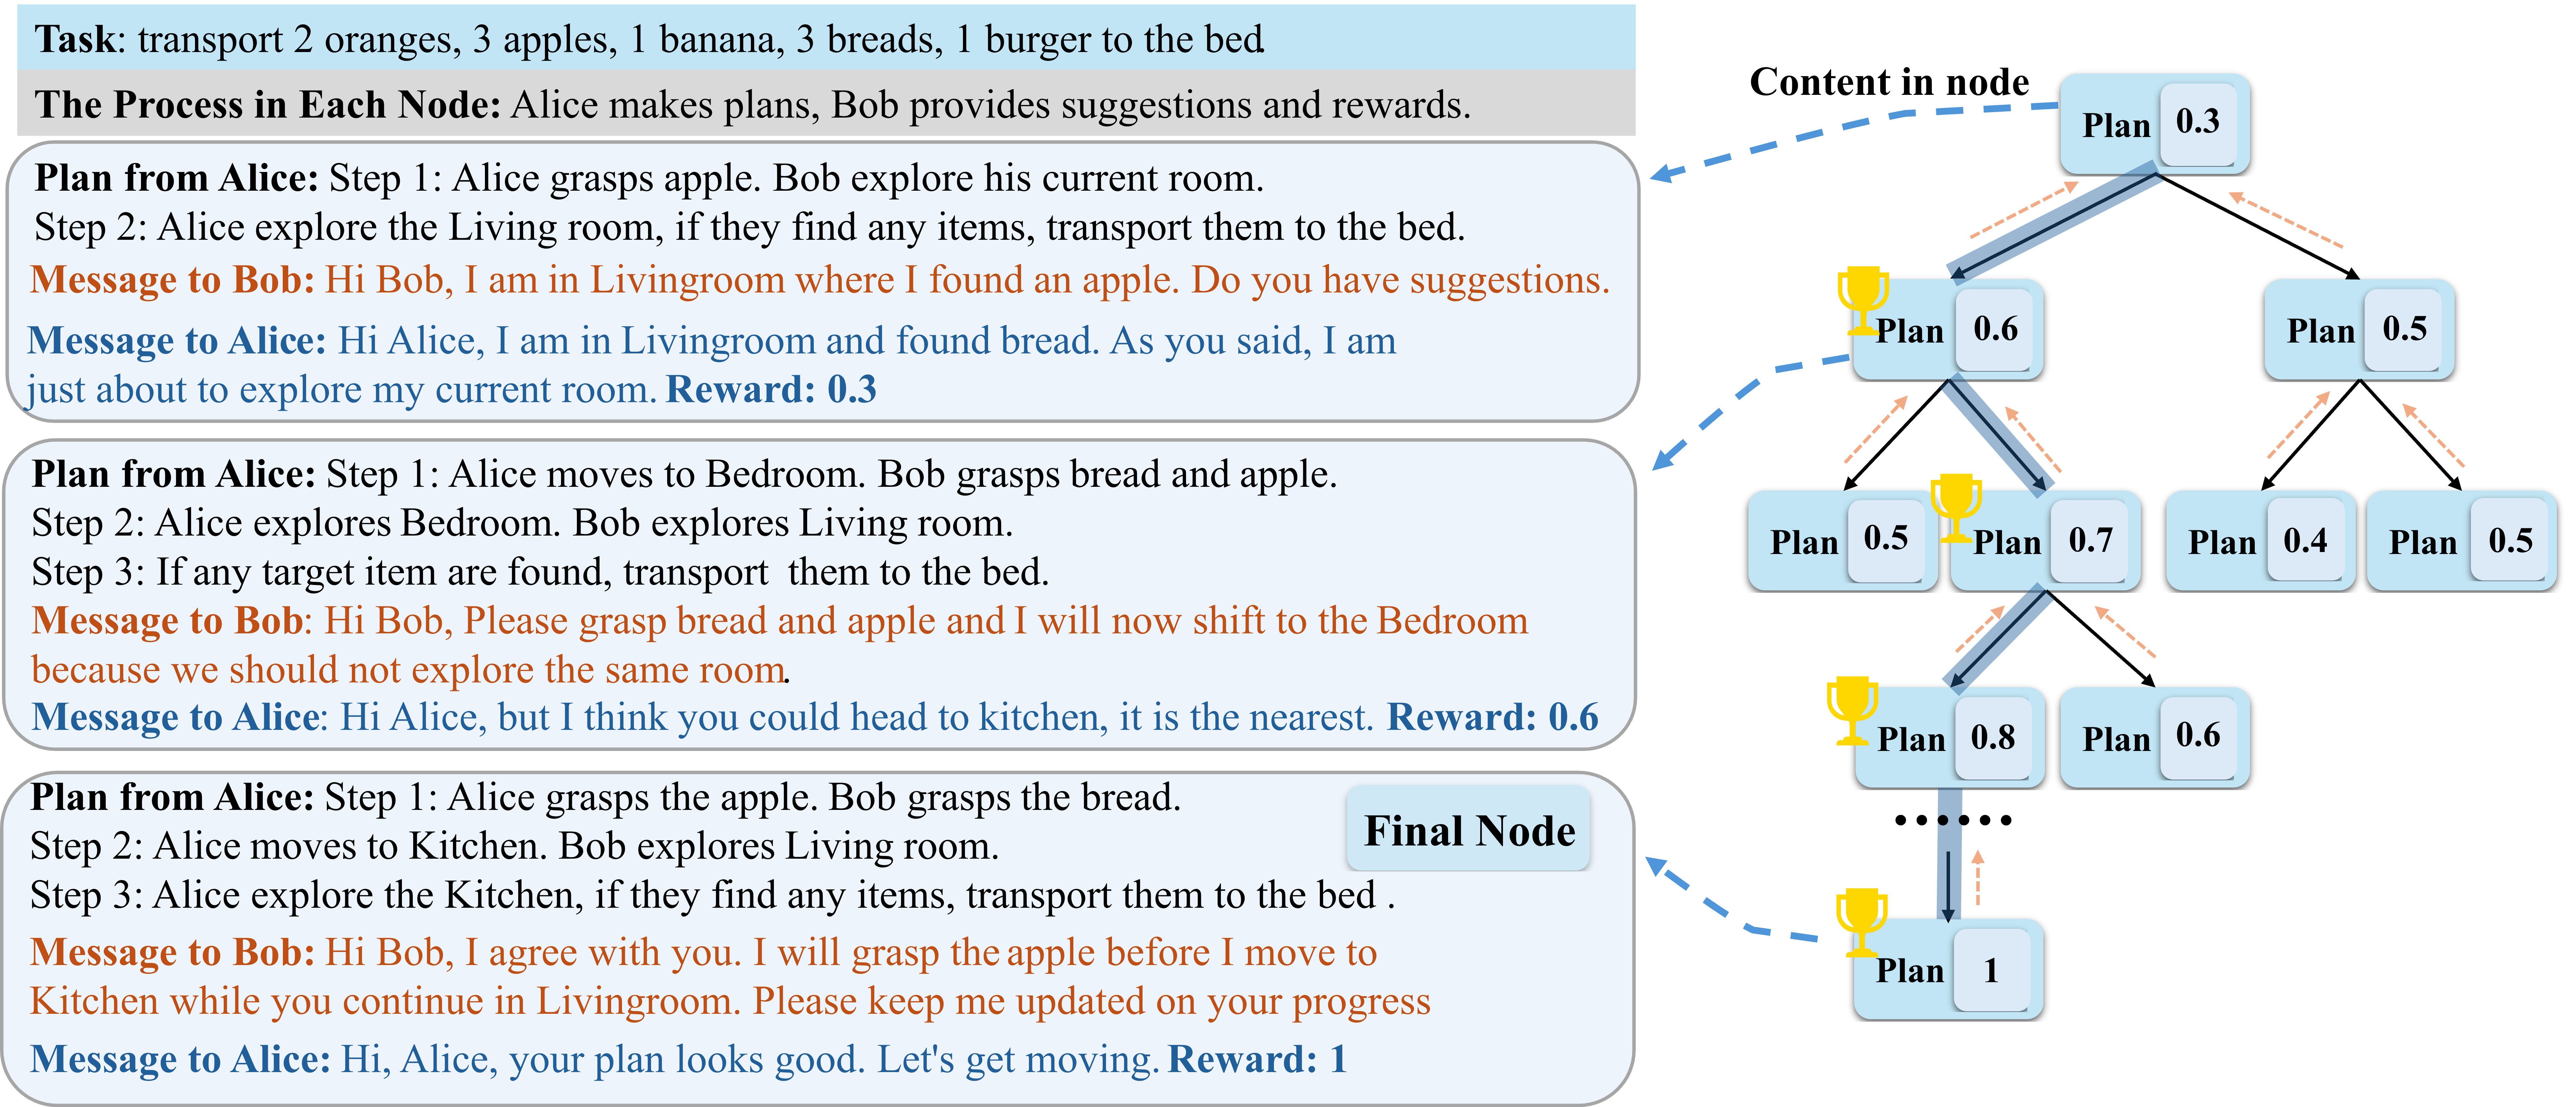 Task: transport 2 oranges, 3 apples, 1 banana, 3 breads, 1 burger to the bed.
The Process in Each Node: Alice makes plans, Bob provides suggestions and rewards.
Plan from Alice: Step 1: Alice grasps apple. Bob explore his current room.
Step 2: Alice explore the Living room, if they find any items, transport them to the bed.
Message to Bob: Hi Bob, I am in Livingroom where I found an apple. Do you have suggestions.
Message to Alice: Hi Alice, I am in Livingroom and found bread. As you said, I am
just about to explore my current room. Reward: 0.3
Plan from Alice: Step 1: Alice moves to Bedroom. Bob grasps bread and apple.
Step 2: Alice explores Bedroom. Bob explores Living room.
Step 3: If any target item are found, transport them to the bed.
Message to Bob: Hi Bob, Please grasp bread and apple and I will now shift to the Bedroom
because we should not explore the same room.
Message to Alice: Hi Alice, but I think you could head to kitchen, it is the nearest. Reward: 0.6
Plan from Alice: Step 1: Alice grasps the apple. Bob grasps the bread.
Step 2: Alice moves to Kitchen. Bob explores Living room.
Step 3: Alice explore the Kitchen, if they find any items, transport them to the bed .
Final Node
Message to Bob: Hi Bob, I agree with you. I will grasp the apple before I move to
Kitchen while you continue in Livingroom. Please keep me updated on your progress
Message to Alice: Hi, Alice, your plan looks good. Let's get moving. Reward: 1
Content in node
Plan 0.3
Plan 0.6
Plan 0.5
Plan 0.5
Plan 0.7
Plan 0.4
Plan 0.5
Plan 0.8
Plan 0.6
......
Plan 1